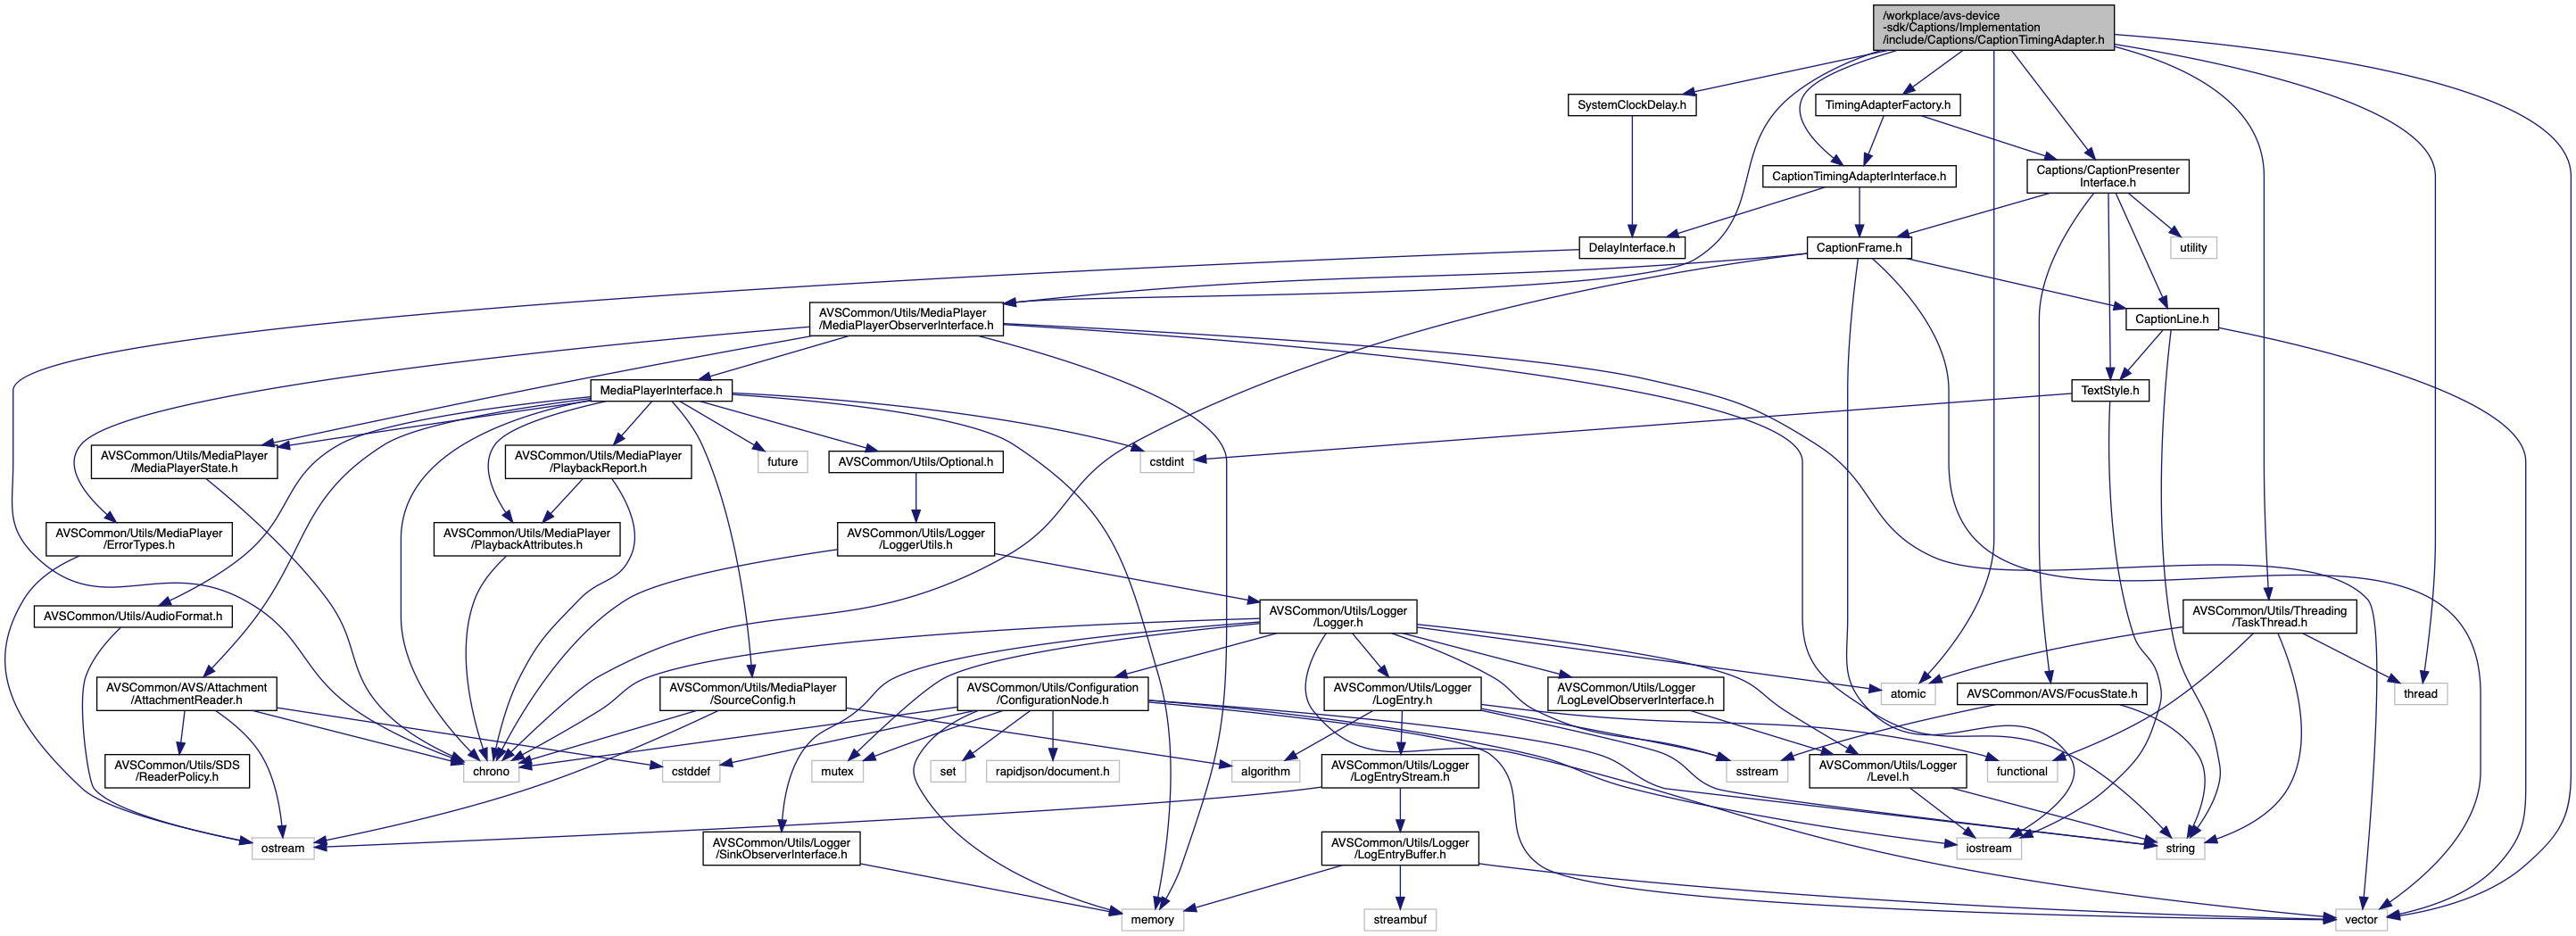 /workplace/avs-device
-sdk/Captions/Implementation
/include/Captions/CaptionTimingAdapter.h
SystemClockDelay.h
TimingAdapterFactory.h
CaptionTimingAdapterInterface.h
Captions/CaptionPresenter
Interface.h
DelayInterface.h
CaptionFrame.h
utility
AVSCommon/Utils/MediaPlayer
/MediaPlayerObserverInterface.h
CaptionLine.h
MediaPlayerInterface.h
TextStyle.h
AVSCommon/Utils/MediaPlayer
/MediaPlayerState.h
AVSCommon/Utils/MediaPlayer
/PlaybackReport.h
future
AVSCommon/Utils/Optional.h
cstdint
AVSCommon/Utils/MediaPlayer
/ErrorTypes.h
AVSCommon/Utils/MediaPlayer
/PlaybackAttributes.h
AVSCommon/Utils/Logger
/LoggerUtils.h
AVSCommon/Utils/AudioFormat.h
AVSCommon/Utils/Logger
/Logger.h
AVSCommon/Utils/Threading
/TaskThread.h
AVSCommon/AVS/Attachment
/AttachmentReader.h
AVSCommon/Utils/MediaPlayer
/SourceConfig.h
AVSCommon/Utils/Configuration
/ConfigurationNode.h
AVSCommon/Utils/Logger
/LogEntry.h
AVSCommon/Utils/Logger
/LogLevelObserverInterface.h
atomic
AVSCommon/AVS/FocusState.h
thread
AVSCommon/Utils/SDS
/ReaderPolicy.h
chrono
cstddef
mutex
set
rapidjson/document.h
algorithm
AVSCommon/Utils/Logger
/LogEntryStream.h
sstream
AVSCommon/Utils/Logger
/Level.h
functional
ostream
AVSCommon/Utils/Logger
/SinkObserverInterface.h
AVSCommon/Utils/Logger
/LogEntryBuffer.h
iostream
string
memory
streambuf
vector